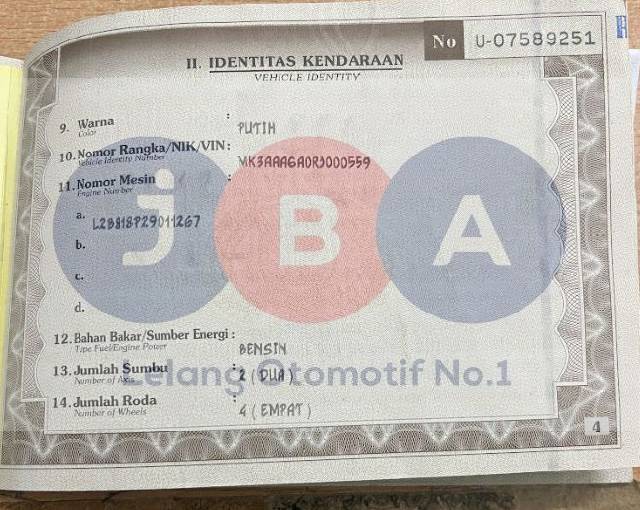 No U-07589251
II. IDENTITAS KENDARAAN
VEHICLE IDENTITY
9. Warna :
Color
PUTIH
10. Nomor Rangka/NIK/VIN :
Vehicle Identity Number
MK3AAAGA0RJ000559
11. Nomor Mesin :
Engine Number
a. L2B818P29011267
b.
c.
d.
j B A
12. Bahan Bakar/Sumber Energi :
Type Fuel/Engine Power
BENSIN
13. Jumlah Sumbu : 2 ( DUA )
Number of Axis
Lelang Otomotif No.1
14. Jumlah Roda : 4 ( EMPAT )
Number of Wheels
4